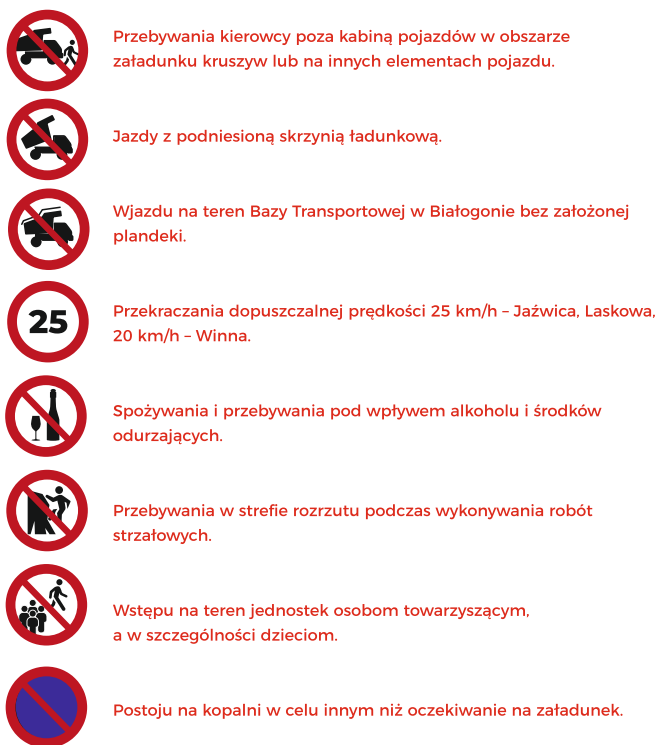 Przebywania kierowcy poza kabiną pojazdów w obszarze
załadunku kruszyw lub na innych elementach pojazdu.
Jazdy z podniesioną skrzynią ładunkową.
Wjazdu na teren Bazy Transportowej w Białogonie bez założonej
plandeki.
25
Przekraczania dopuszczalnej prędkości 25 km/h – Jaźwica, Laskowa,
20 km/h – Winna.
Spożywania i przebywania pod wpływem alkoholu i środków
odurzających.
Przebywania w strefie rozrzutu podczas wykonywania robót
strzałowych.
Wstępu na teren jednostek osobom towarzyszącym,
a w szczególności dzieciom.
Postoju na kopalni w celu innym niż oczekiwanie na załadunek.